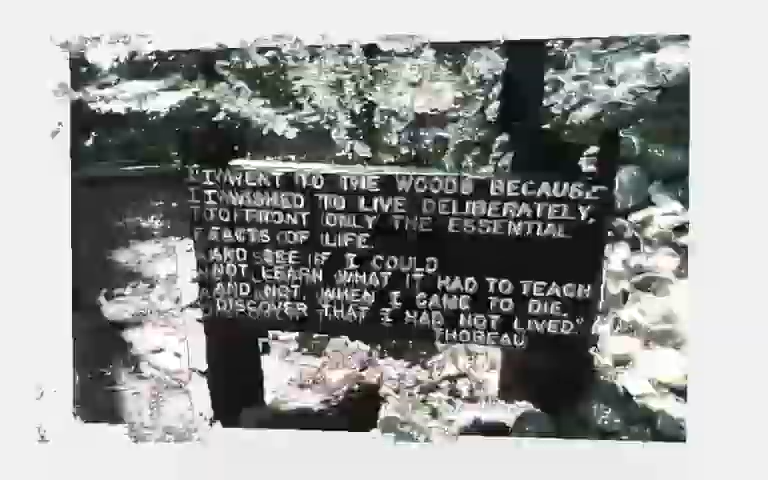 I WENT TO THE WOODS BECAUSE
I WISHED TO LIVE DELIBERATELY,
TO FRONT ONLY THE ESSENTIAL
FACTS OF LIFE.
AND SEE IF I COULD
NOT LEARN WHAT IT HAD TO TEACH
AND NOT, WHEN I CAME TO DIE,
DISCOVER THAT I HAD NOT LIVED."
THOREAU